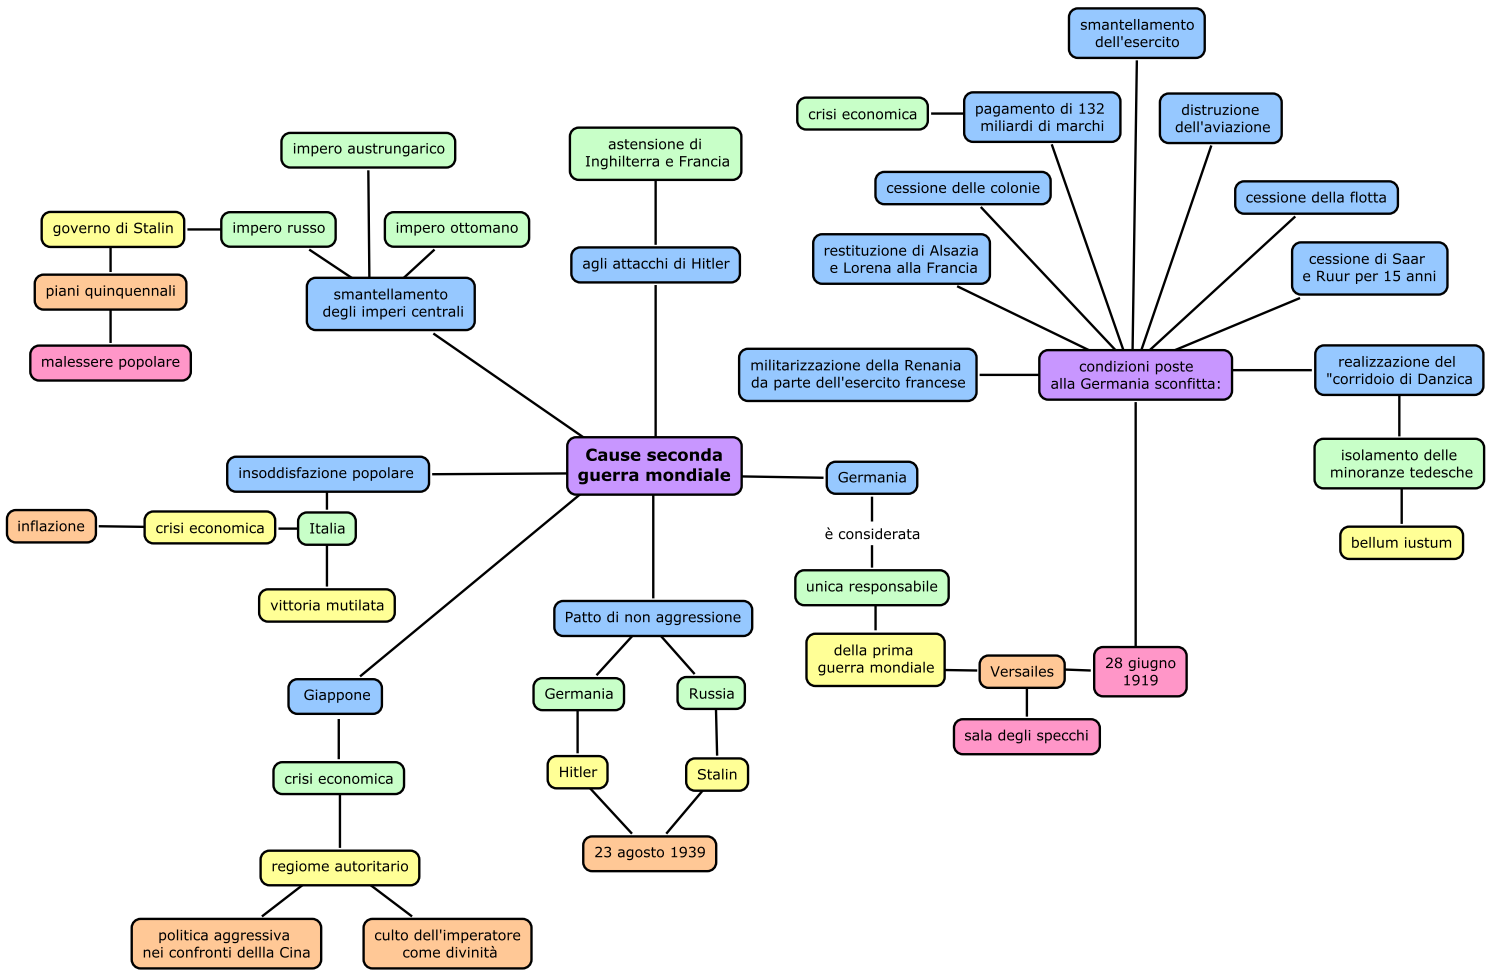 smantellamento
dell'esercito
crisi economica
pagamento di 132
miliardi di marchi
distruzione
dell'aviazione
impero austrungarico
astensione di
Inghilterra e Francia
cessione delle colonie
cessione della flotta
governo di Stalin
impero russo
impero ottomano
agli attacchi di Hitler
restituzione di Alsazia
e Lorena alla Francia
cessione di Saar
e Ruur per 15 anni
piani quinquennali
smantellamento
degli imperi centrali
malessere popolare
militarizzazione della Renania
da parte dell'esercito francese
condizioni poste
alla Germania sconfitta:
realizzazione del
"corridoio di Danzica
Cause seconda
guerra mondiale
insoddisfazione popolare
Germania
isolamento delle
minoranze tedesche
inflazione
crisi economica
Italia
è considerata
bellum iustum
vittoria mutilata
unica responsabile
Patto di non aggressione
della prima
guerra mondiale
Versailes
28 giugno
1919
Giappone
Germania
Russia
sala degli specchi
crisi economica
Hitler
Stalin
23 agosto 1939
regiome autoritario
politica aggressiva
nei confronti dellla Cina
culto dell'imperatore
come divinità